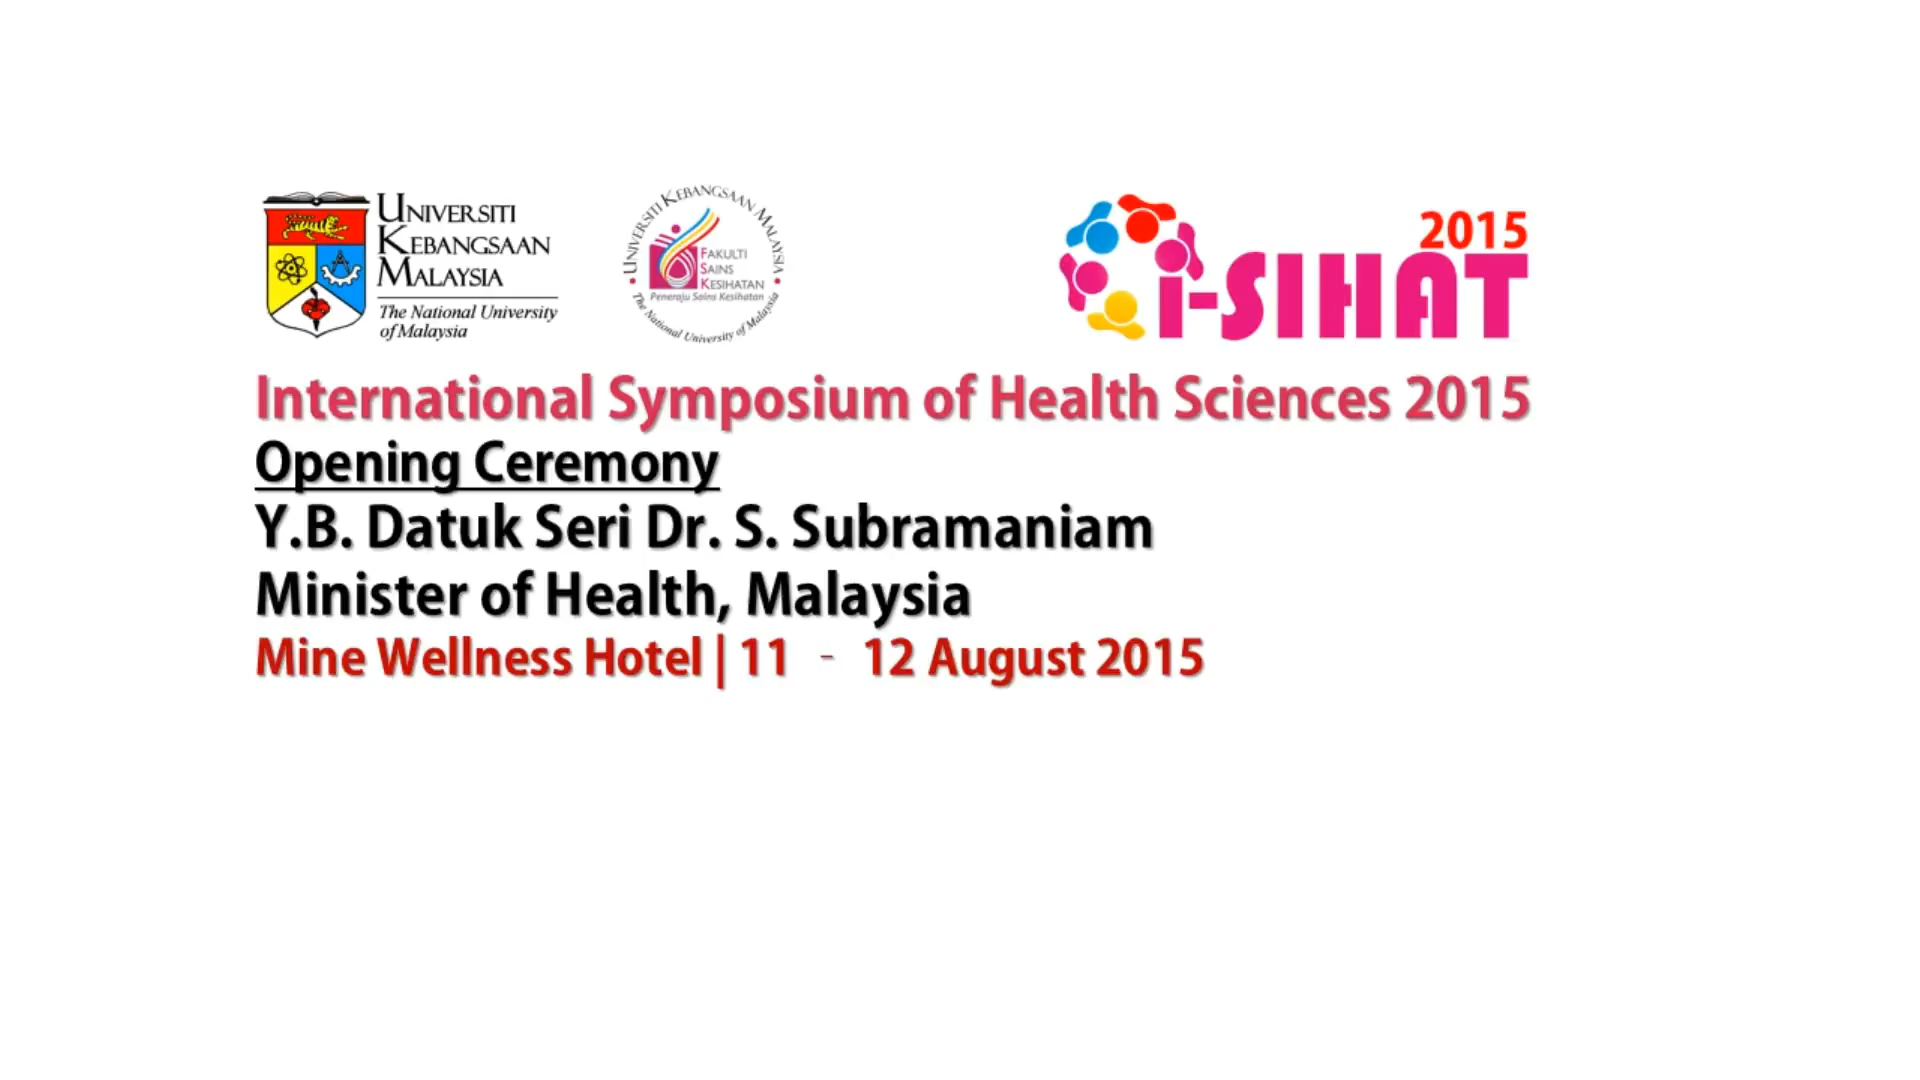 UNIVERSITI
KEBANGSAAN
MALAYSIA
The National University
of Malaysia
• UNIVERSITI KEBANGSAAN MALAYSIA •
The National University of Malaysia
FAKULTI
SAINS
KESIHATAN
Peneraju Sains Kesihatan
2015
i-SIHAT
International Symposium of Health Sciences 2015
Opening Ceremony
Y.B. Datuk Seri Dr. S. Subramaniam
Minister of Health, Malaysia
Mine Wellness Hotel | 11 - 12 August 2015